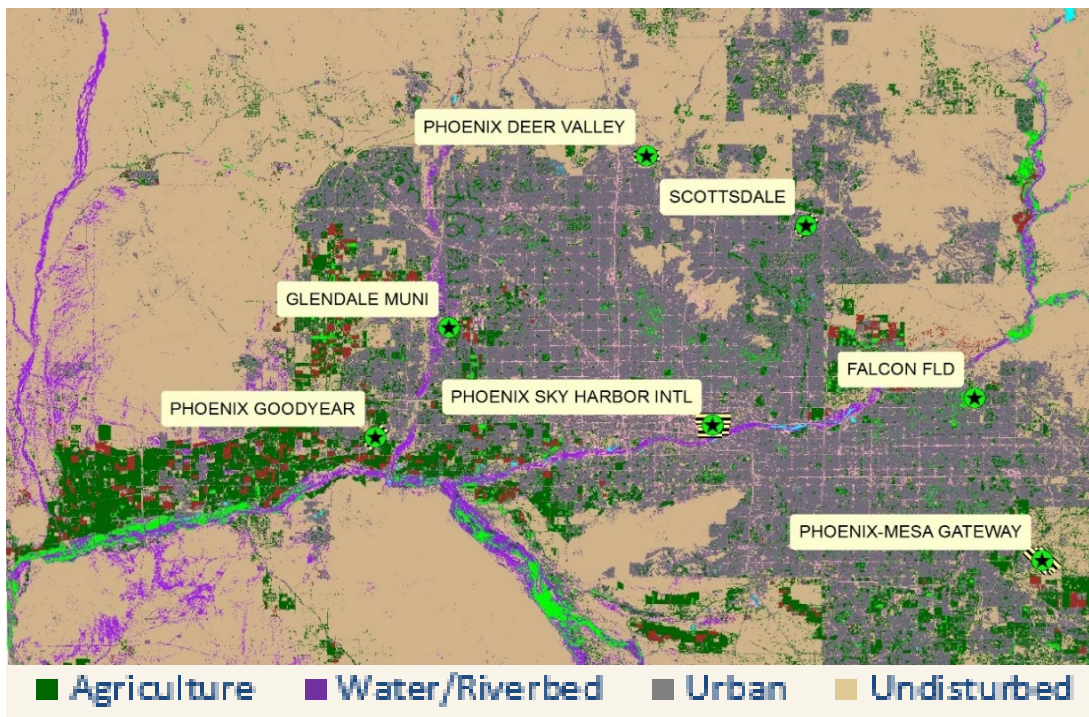 PHOENIX DEER VALLEY
SCOTTSDALE
GLENDALE MUNI
FALCON FLD
PHOENIX SKY HARBOR INTL
PHOENIX GOODYEAR
PHOENIX-MESA GATEWAY
Agriculture Water/Riverbed Urban Undisturbed